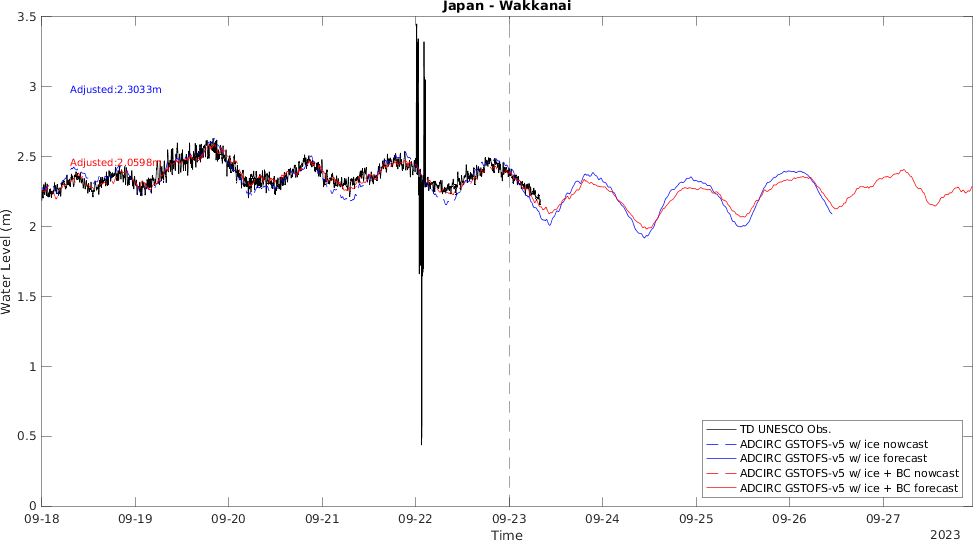 Japan - Wakkanai
3.5
3
2.5
2
1.5
1
0.5
0
Water Level (m)
Adjusted:2.3033m
Adjusted:2.0598m
TD UNESCO Obs.
ADCIRC GSTOFS-v5 w/ ice nowcast
ADCIRC GSTOFS-v5 w/ ice forecast
ADCIRC GSTOFS-v5 w/ ice + BC nowcast
ADCIRC GSTOFS-v5 w/ ice + BC forecast
09-18 09-19 09-20 09-21 09-22 09-23 09-24 09-25 09-26 09-27
Time
2023